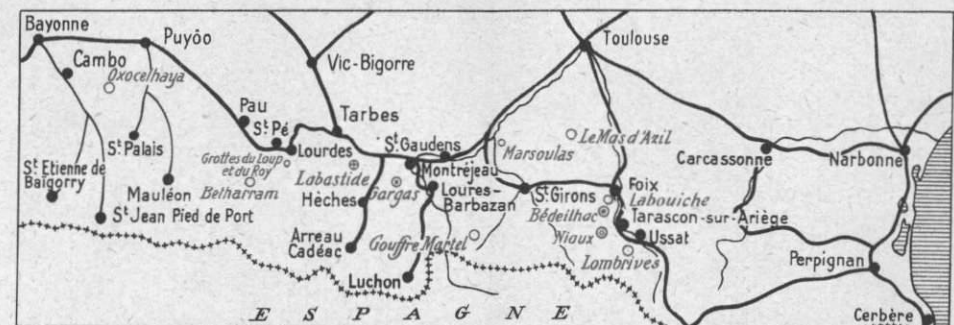 Bayonne
Puyôo
Toulouse
Cambo
Oxocelhaya
Vic-Bigorre
Pau
St Pé
Tarbes
St Gaudens
Marsoulas
Le Mas d'Azil
Carcassonne
Narbonne
St Etienne de
Baïgorry
St Palais
Grottes du Loup
et du Roy
Lourdes
Montréjeau
Belharram
Labastide
Gargas
Loures-
Barbazan
St Girons
Foix
Labouiche
Mauléon
Hèches
Bédeilhac
Tarascon-sur-Ariège
St Jean Pied de Port
Niaux
Ussat
Arreau
Cadéac
Gouffre Martel
Lombrives
Perpignan
Luchon
ESPAGNE
Cerbère